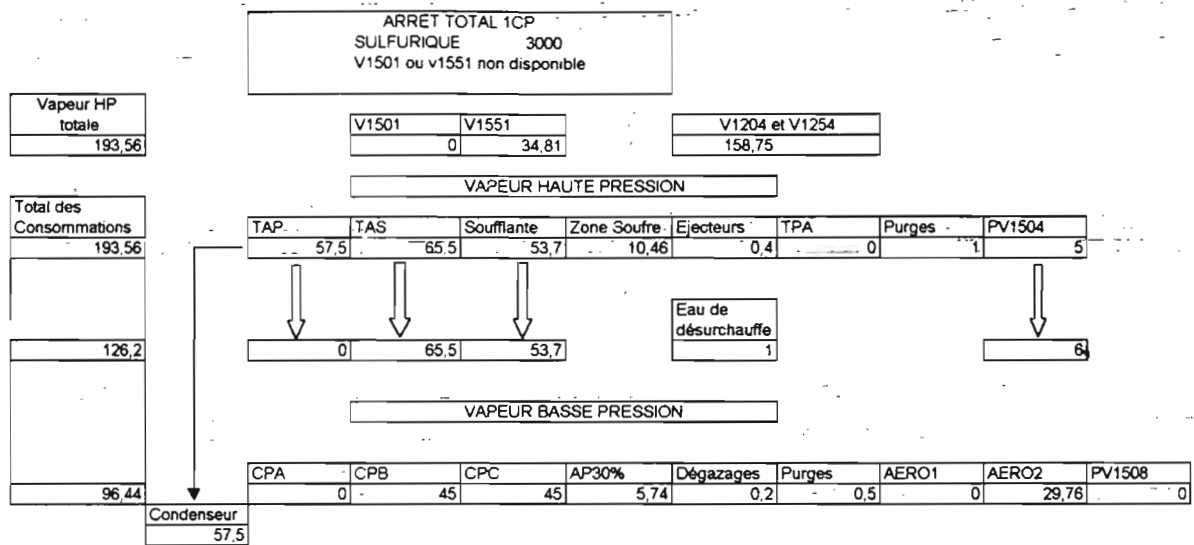 ARRET TOTAL 1CP
SULFURIQUE 3000
V1501 ou v1551 non disponible
Vapeur HP totale
193,56
V1501 V1551
0 34,81
V1204 et V1254
158,75
VAPEUR HAUTE PRESSION
Total des
Consommations
193,56
TAP TAS Soufflante Zone Soufre Ejecteurs TPA Purges PV1504
57,5 65,5 53,7 10,46 0,4 0 1 5
Eau de
désurchauffe
126,2 0 65,5 53,7 1 6
VAPEUR BASSE PRESSION
CPA CPB CPC AP30% Dégazages Purges AERO1 AERO2 PV1508
96,44 0 45 45 5,74 0,2 0,5 0 29,76 0
Condenseur
57,5